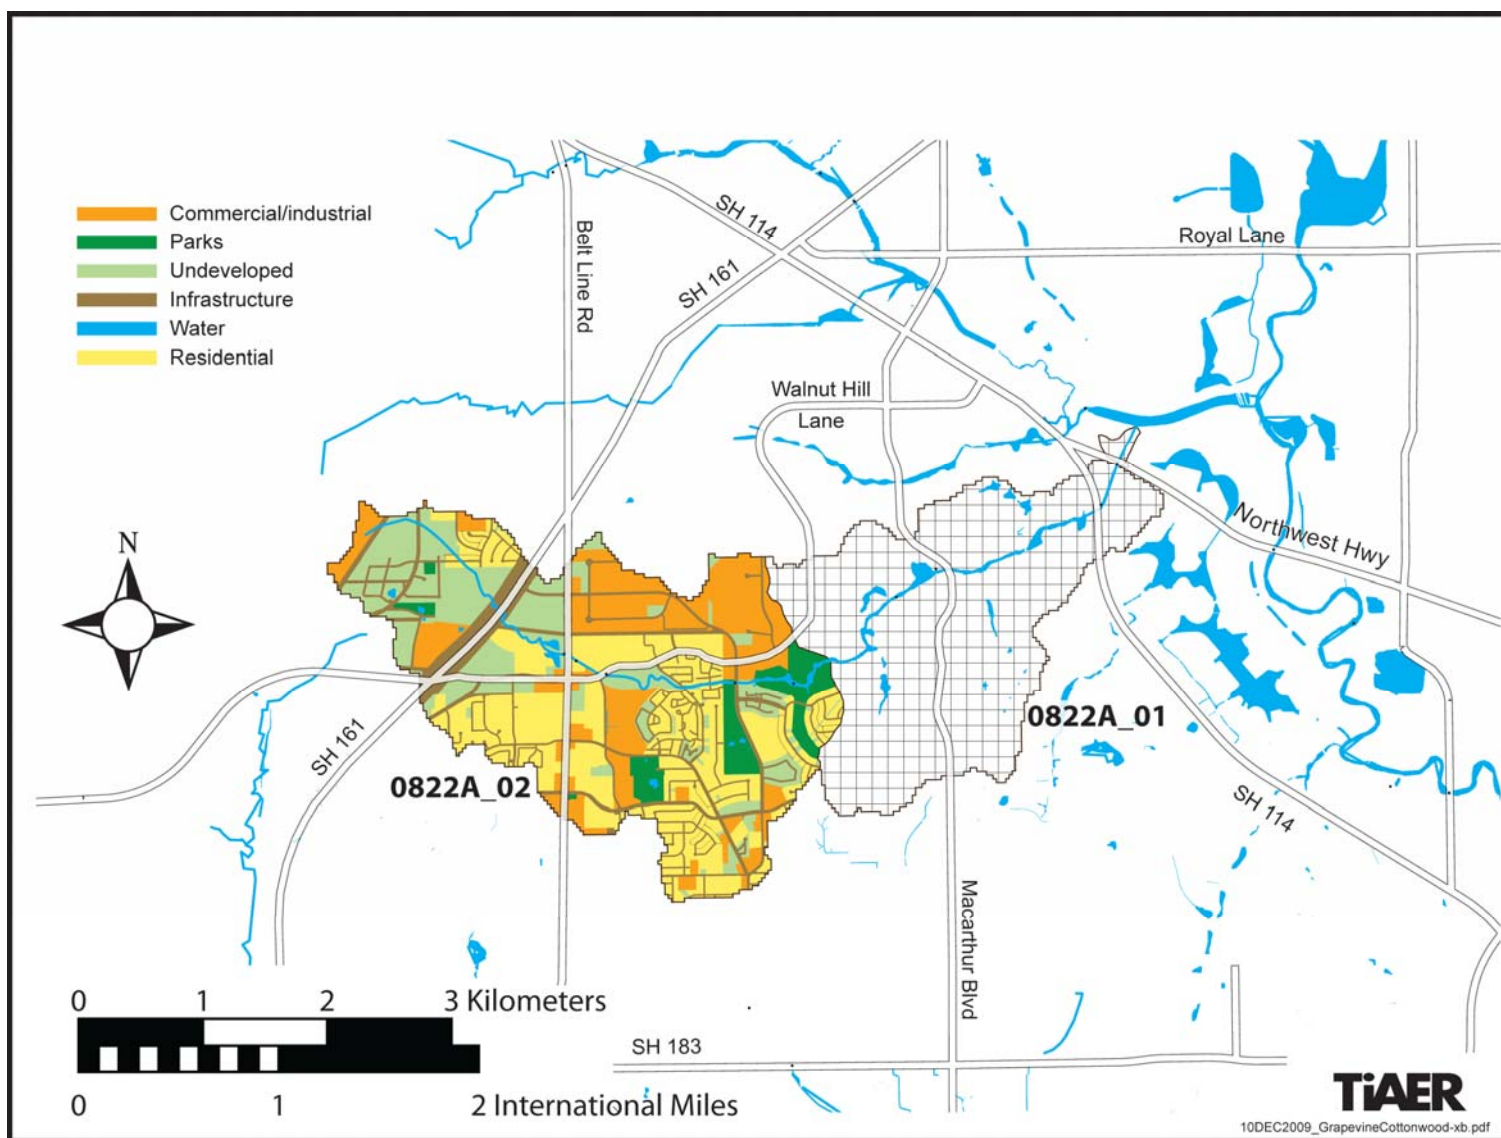 SH 114
Royal Lane
Commercial/industrial
Parks
Undeveloped
Infrastructure
Water
Residential
Belt Line Rd
SH 161
Walnut Hill
Lane
N
Northwest Hwy
0822A_01
SH 161
0822A_02
SH 114
Macarthur Blvd
0 1 2 3 Kilometers
SH 183
0 1 2 International Miles
TiAER
10DEC2009_GrapevineCottonwood-xb.pdf